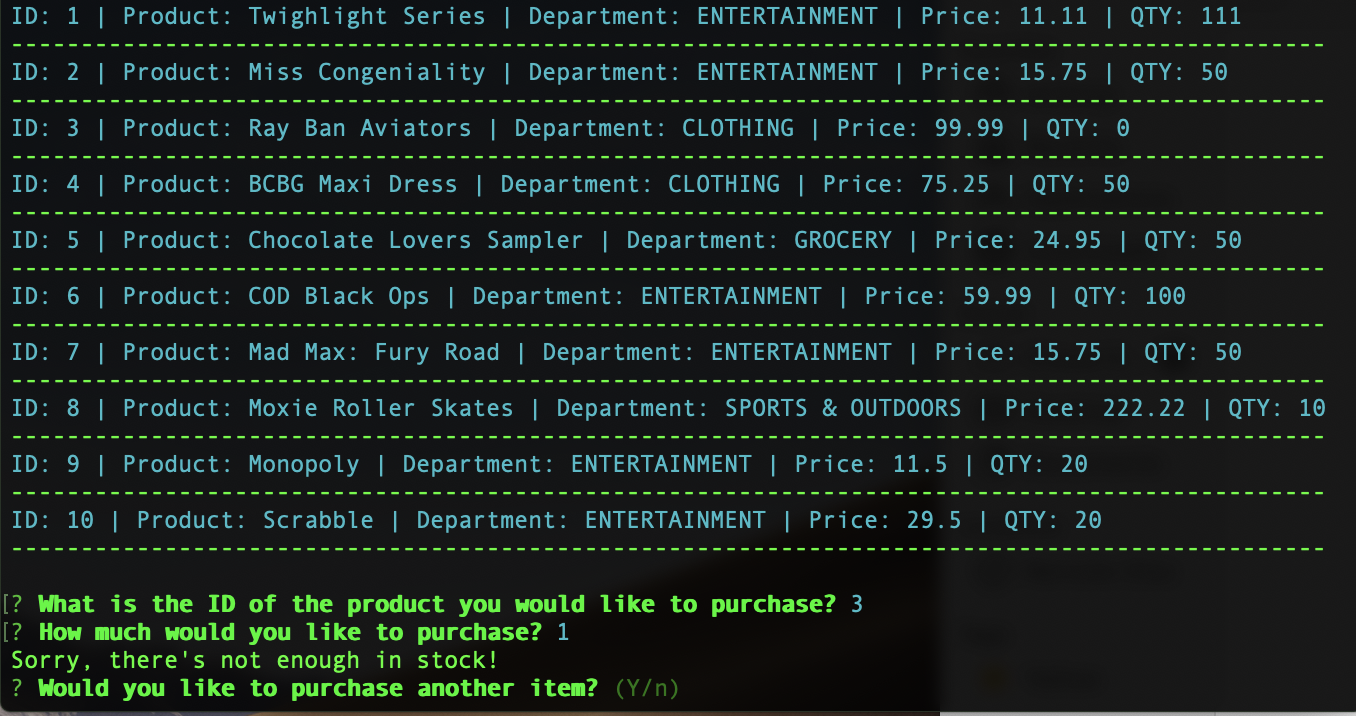 ID: 1 | Product: Twighlight Series | Department: ENTERTAINMENT | Price: 11.11 | QTY: 111
--------------------------------------------------------------------------------------
ID: 2 | Product: Miss Congeniality | Department: ENTERTAINMENT | Price: 15.75 | QTY: 50
--------------------------------------------------------------------------------------
ID: 3 | Product: Ray Ban Aviators | Department: CLOTHING | Price: 99.99 | QTY: 0
--------------------------------------------------------------------------------------
ID: 4 | Product: BCBG Maxi Dress | Department: CLOTHING | Price: 75.25 | QTY: 50
--------------------------------------------------------------------------------------
ID: 5 | Product: Chocolate Lovers Sampler | Department: GROCERY | Price: 24.95 | QTY: 50
--------------------------------------------------------------------------------------
ID: 6 | Product: COD Black Ops | Department: ENTERTAINMENT | Price: 59.99 | QTY: 100
--------------------------------------------------------------------------------------
ID: 7 | Product: Mad Max: Fury Road | Department: ENTERTAINMENT | Price: 15.75 | QTY: 50
--------------------------------------------------------------------------------------
ID: 8 | Product: Moxie Roller Skates | Department: SPORTS & OUTDOORS | Price: 222.22 | QTY: 10
--------------------------------------------------------------------------------------
ID: 9 | Product: Monopoly | Department: ENTERTAINMENT | Price: 11.5 | QTY: 20
--------------------------------------------------------------------------------------
ID: 10 | Product: Scrabble | Department: ENTERTAINMENT | Price: 29.5 | QTY: 20
--------------------------------------------------------------------------------------
[? What is the ID of the product you would like to purchase? 3
[? How much would you like to purchase? 1
Sorry, there's not enough in stock!
? Would you like to purchase another item? (Y/n)